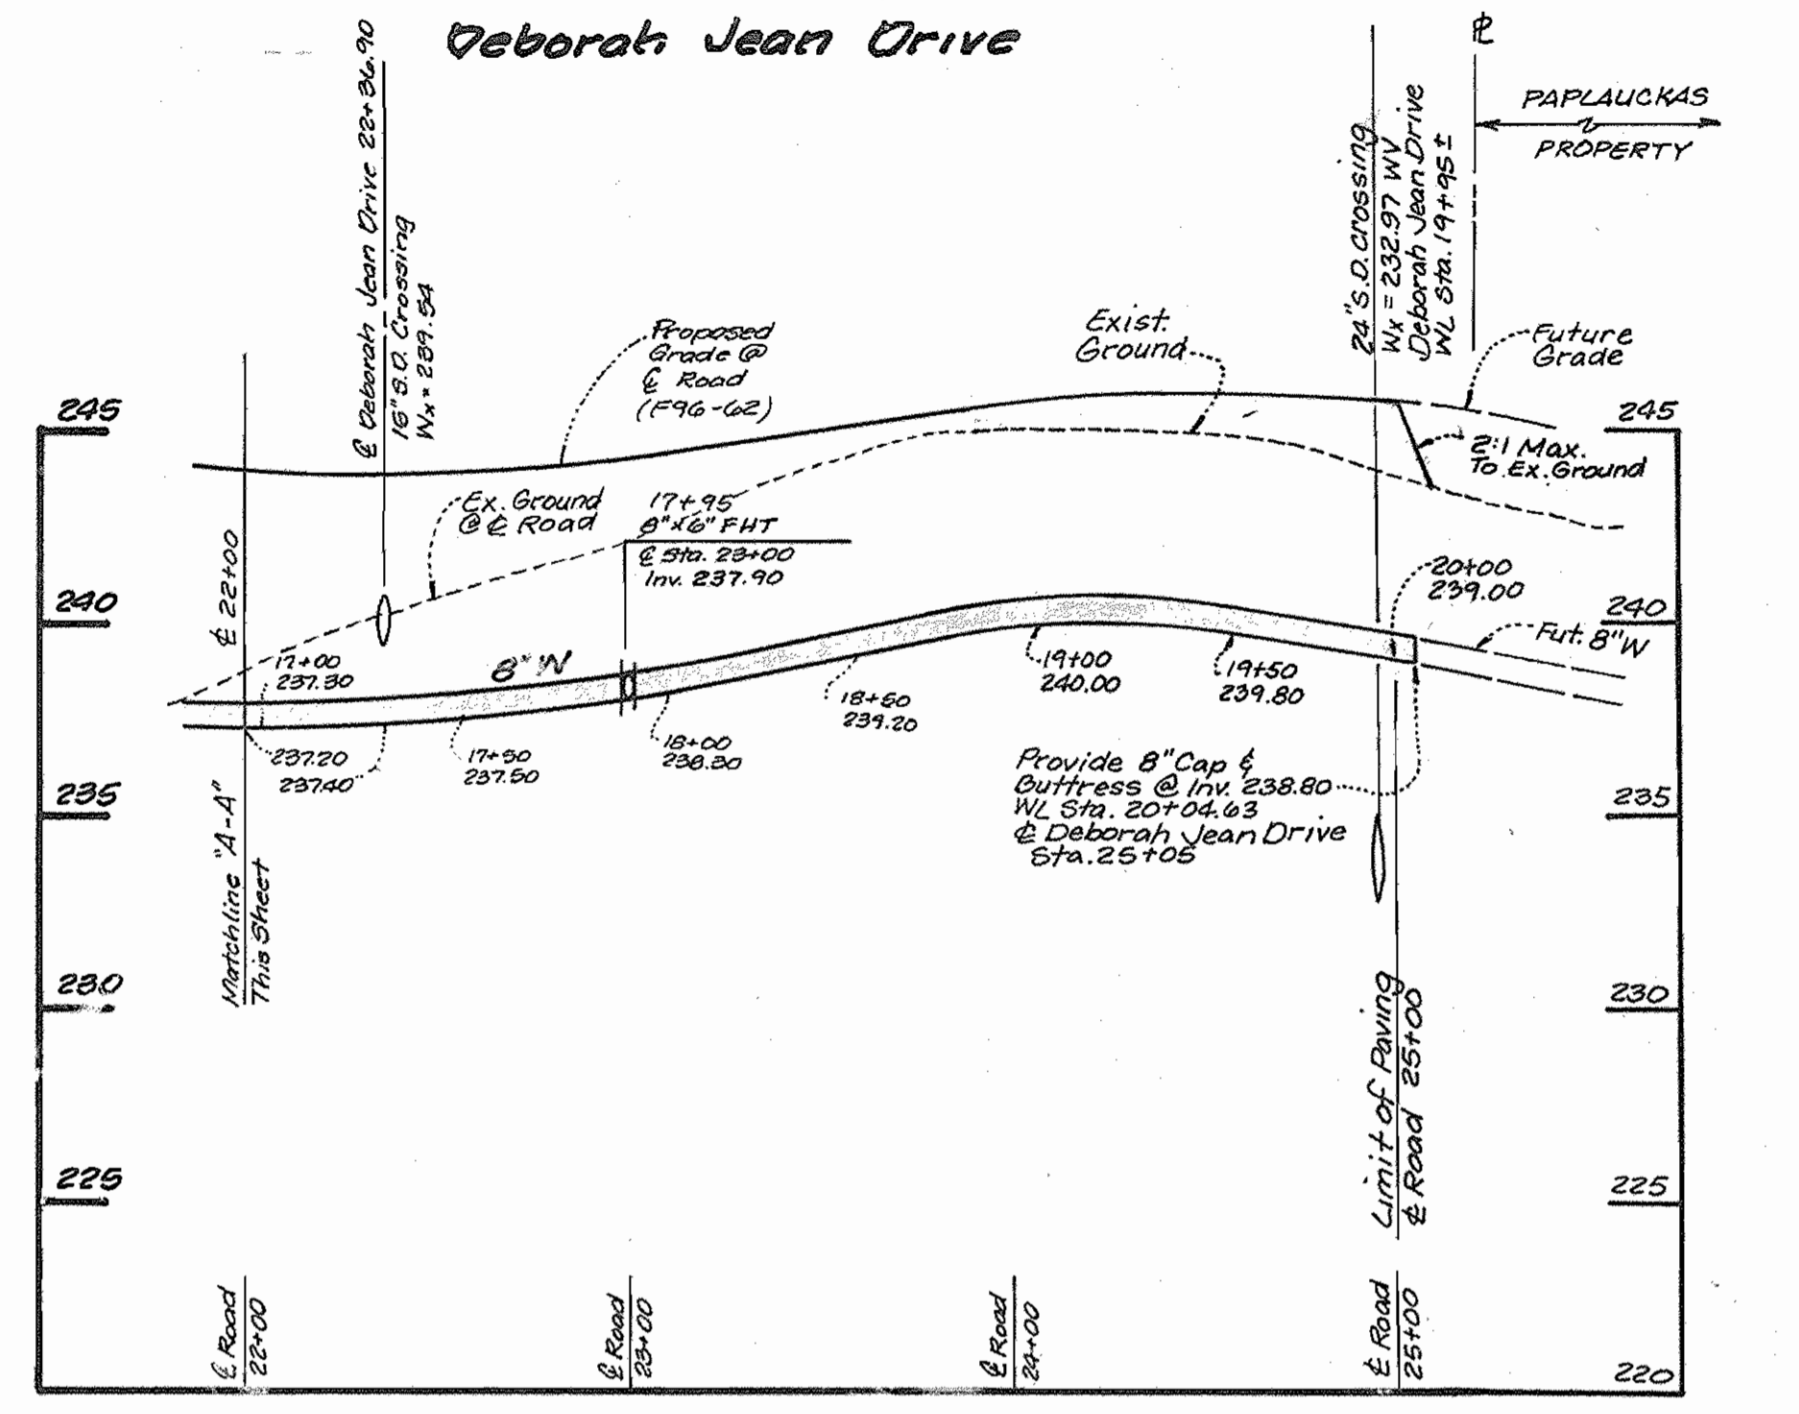 Deborah Jean Drive
℄ Deborah Jean Drive 22+36.90
S.D. Crossing
24" S.D. Crossing
Wx = 232.97 WV
Deborah Jean Drive
WL Sta. 19+95 ±
℄
PAPLAUCKAS
PROPERTY
Proposed
Grade @
℄ Road
(F96-62)
Exist.
Ground
Future
Grade
245
245
2:1 Max.
To Ex. Ground
Ex. Ground
@ ℄ Road
17+95
8"x6" FHT
℄ Sta. 23+00
Inv. 237.90
℄ 22+00
240
240
20+00
239.00
Fut. 8" W
17+00
237.30
8" W
19+00
240.00
19+50
239.80
18+50
239.20
18+00
238.30
17+50
237.50
237.20
237.40
Provide 8" Cap &
Buttress @ Inv. 238.80
WL Sta. 20+04.63
℄ Deborah Jean Drive
Sta. 25+05
235
235
Matchline "A-A"
This Sheet
230
230
Limit of Paving
℄ Road 25+00
225
225
℄ Road
22+00
℄ Road
23+00
℄ Road
24+00
℄ Road
25+00
220